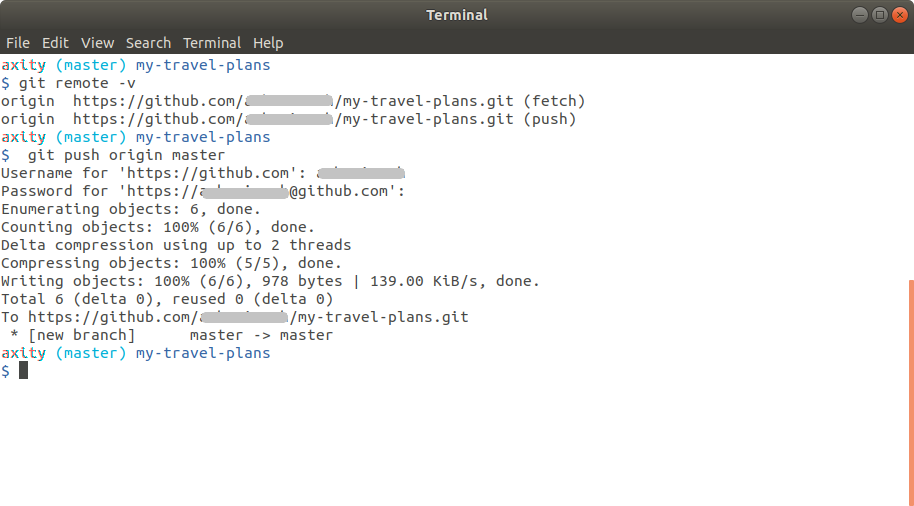 Terminal
File Edit View Search Terminal Help
axity (master) my-travel-plans
$ git remote -v
origin https://github.com/ /my-travel-plans.git (fetch)
origin https://github.com/ /my-travel-plans.git (push)
axity (master) my-travel-plans
$ git push origin master
Username for 'https://github.com':
Password for 'https:// @github.com':
Enumerating objects: 6, done.
Counting objects: 100% (6/6), done.
Delta compression using up to 2 threads
Compressing objects: 100% (5/5), done.
Writing objects: 100% (6/6), 978 bytes | 139.00 KiB/s, done.
Total 6 (delta 0), reused 0 (delta 0)
To https://github.com/ /my-travel-plans.git
* [new branch] master -> master
axity (master) my-travel-plans
$